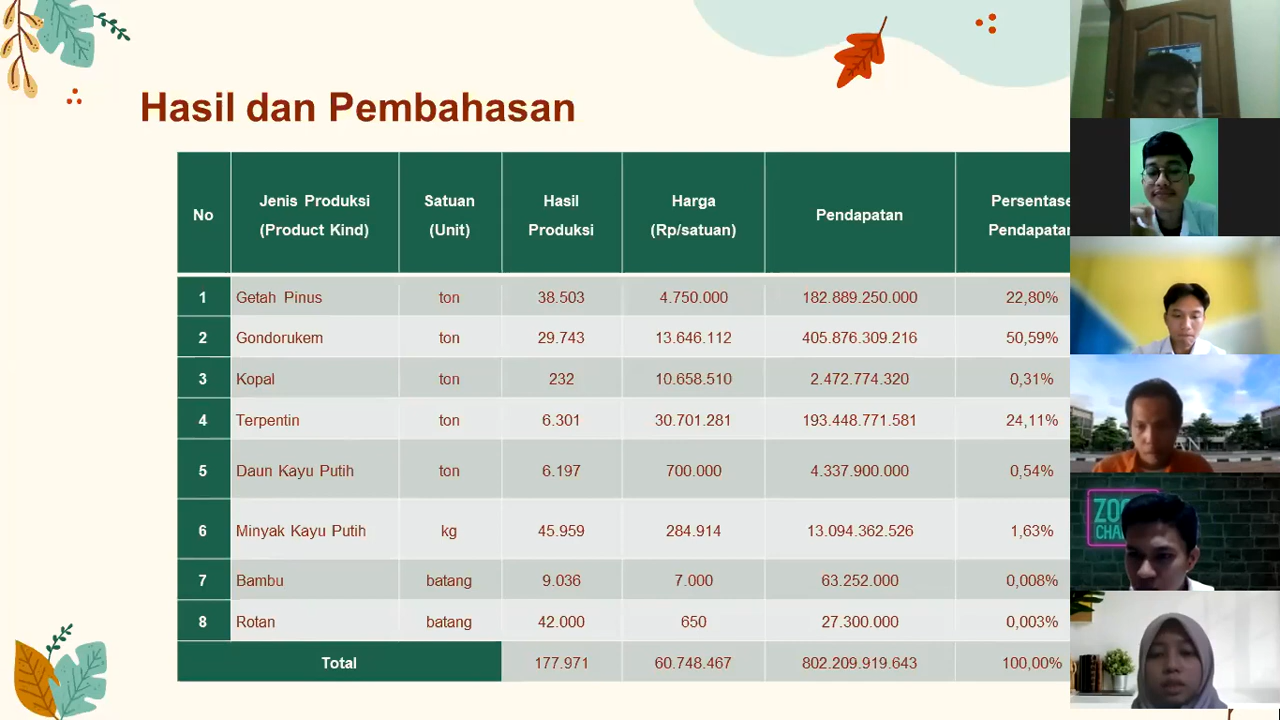 Hasil dan Pembahasan
No Jenis Produksi (Product Kind) Satuan (Unit) Hasil Produksi Harga (Rp/satuan) Pendapatan Persentase Pendapatan
1 Getah Pinus ton 38.503 4.750.000 182.889.250.000 22,80%
2 Gondorukem ton 29.743 13.646.112 405.876.309.216 50,59%
3 Kopal ton 232 10.658.510 2.472.774.320 0,31%
4 Terpentin ton 6.301 30.701.281 193.448.771.581 24,11%
5 Daun Kayu Putih ton 6.197 700.000 4.337.900.000 0,54%
6 Minyak Kayu Putih kg 45.959 284.914 13.094.362.526 1,63%
7 Bambu batang 9.036 7.000 63.252.000 0,008%
8 Rotan batang 42.000 650 27.300.000 0,003%
Total 177.971 60.748.467 802.209.919.643 100,00%